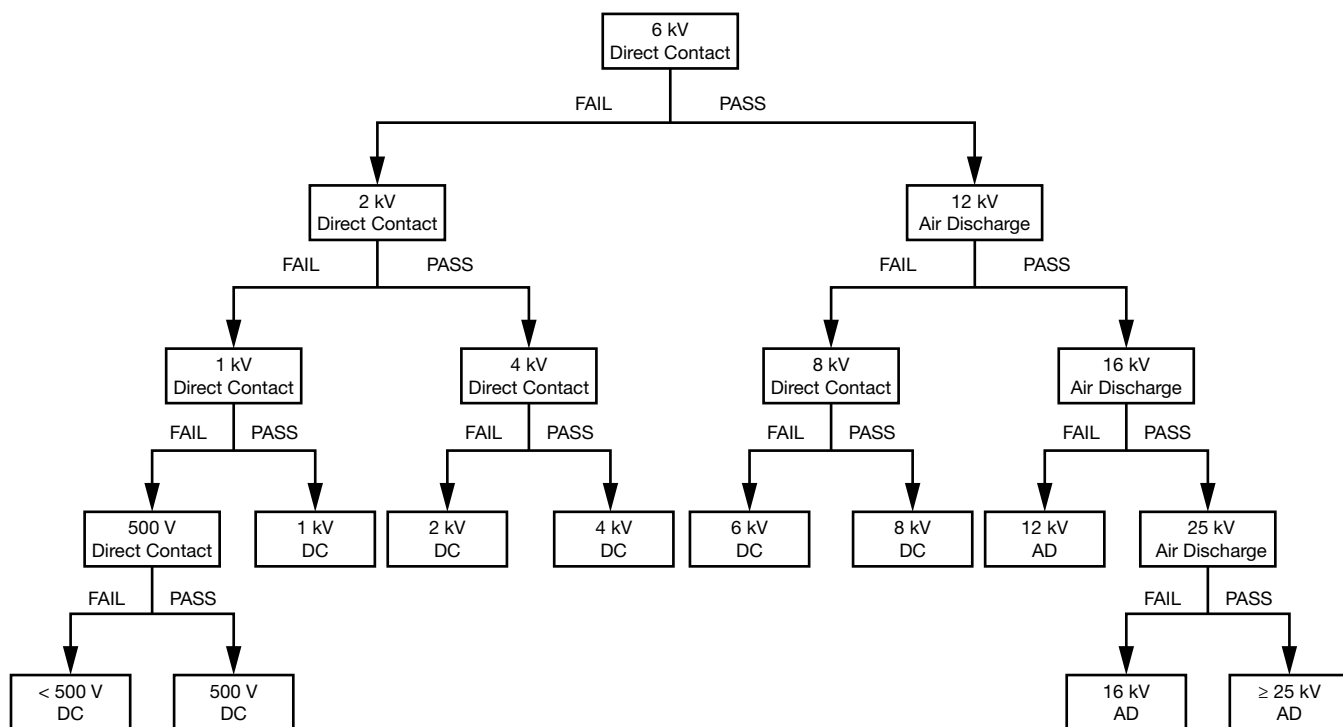 6 kV
Direct Contact
FAIL
PASS
2 kV
Direct Contact
12 kV
Air Discharge
FAIL
PASS
FAIL
PASS
1 kV
Direct Contact
4 kV
Direct Contact
8 kV
Direct Contact
16 kV
Air Discharge
FAIL
PASS
FAIL
PASS
FAIL
PASS
FAIL
PASS
500 V
Direct Contact
1 kV
DC
2 kV
DC
4 kV
DC
6 kV
DC
8 kV
DC
12 kV
AD
25 kV
Air Discharge
FAIL
PASS
FAIL
PASS
< 500 V
DC
500 V
DC
16 kV
AD
≥ 25 kV
AD